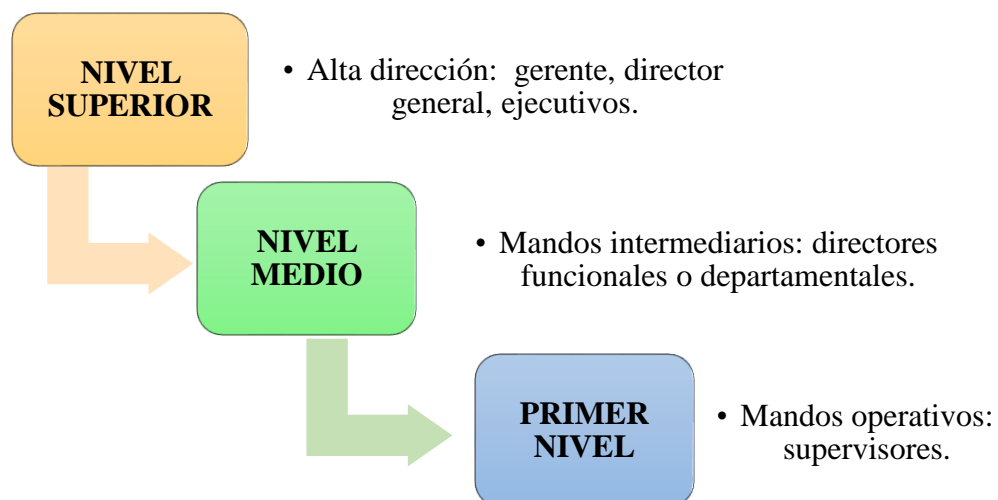 NIVEL
SUPERIOR
• Alta dirección: gerente, director
general, ejecutivos.
NIVEL
MEDIO
• Mandos intermediarios: directores
funcionales o departamentales.
PRIMER
NIVEL
• Mandos operativos:
supervisores.